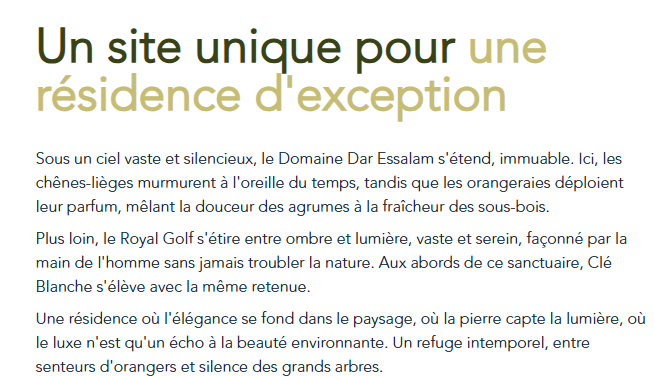 Un site unique pour une
résidence d'exception
Sous un ciel vaste et silencieux, le Domaine Dar Essalam s'étend, immuable. Ici, les
chênes-lièges murmurent à l'oreille du temps, tandis que les orangeraies déploient
leur parfum, mêlant la douceur des agrumes à la fraîcheur des sous-bois.
Plus loin, le Royal Golf s'étire entre ombre et lumière, vaste et serein, façonné par la
main de l'homme sans jamais troubler la nature. Aux abords de ce sanctuaire, Clé
Blanche s'élève avec la même retenue.
Une résidence où l'élégance se fond dans le paysage, où la pierre capte la lumière, où
le luxe n'est qu'un écho à la beauté environnante. Un refuge intemporel, entre
senteurs d'orangers et silence des grands arbres.